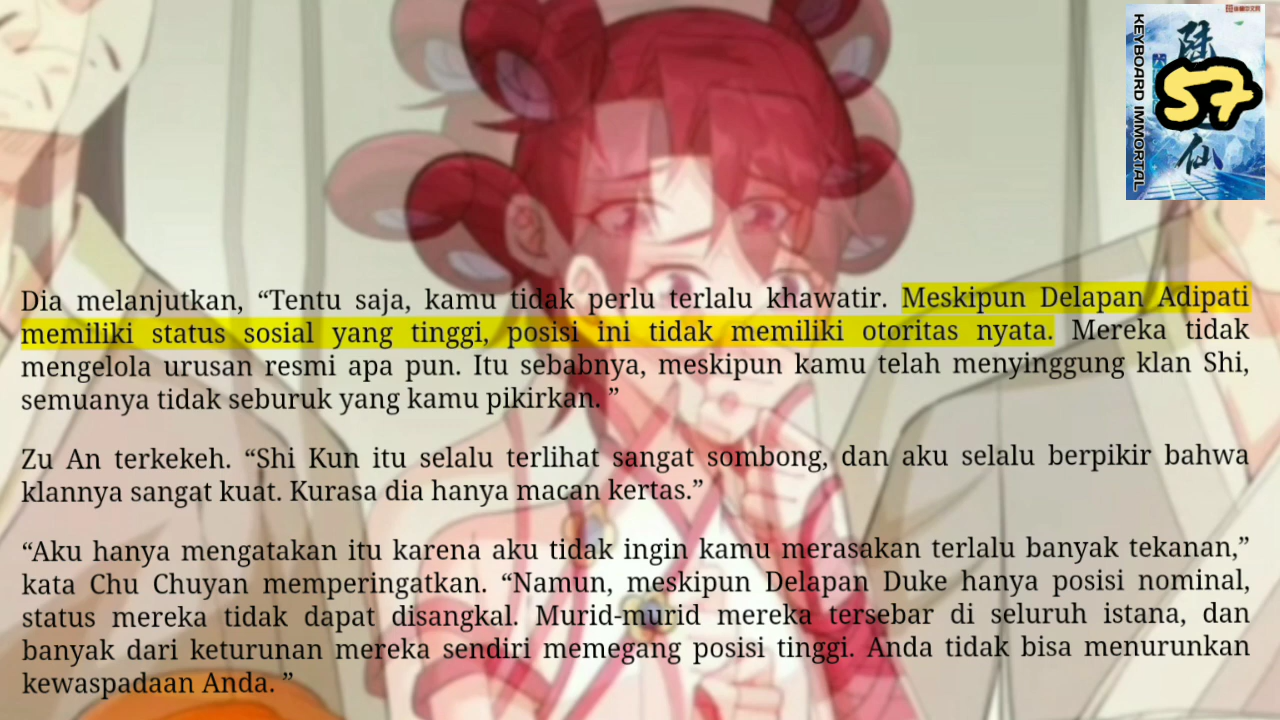 KEYBOARD IMMORTAL
57
仙
Dia melanjutkan, “Tentu saja, kamu tidak perlu terlalu khawatir. Meskipun Delapan Adipati
memiliki status sosial yang tinggi, posisi ini tidak memiliki otoritas nyata. Mereka tidak
mengelola urusan resmi apa pun. Itu sebabnya, meskipun kamu telah menyinggung klan Shi,
semuanya tidak seburuk yang kamu pikirkan. ”
Zu An terkekeh. “Shi Kun itu selalu terlihat sangat sombong, dan aku selalu berpikir bahwa
klannya sangat kuat. Kurasa dia hanya macan kertas.”
“Aku hanya mengatakan itu karena aku tidak ingin kamu merasakan terlalu banyak tekanan,”
kata Chu Chuyan memperingatkan. “Namun, meskipun Delapan Duke hanya posisi nominal,
status mereka tidak dapat disangkal. Murid-murid mereka tersebar di seluruh istana, dan
banyak dari keturunan mereka sendiri memegang posisi tinggi. Anda tidak bisa menurunkan
kewaspadaan Anda. ”